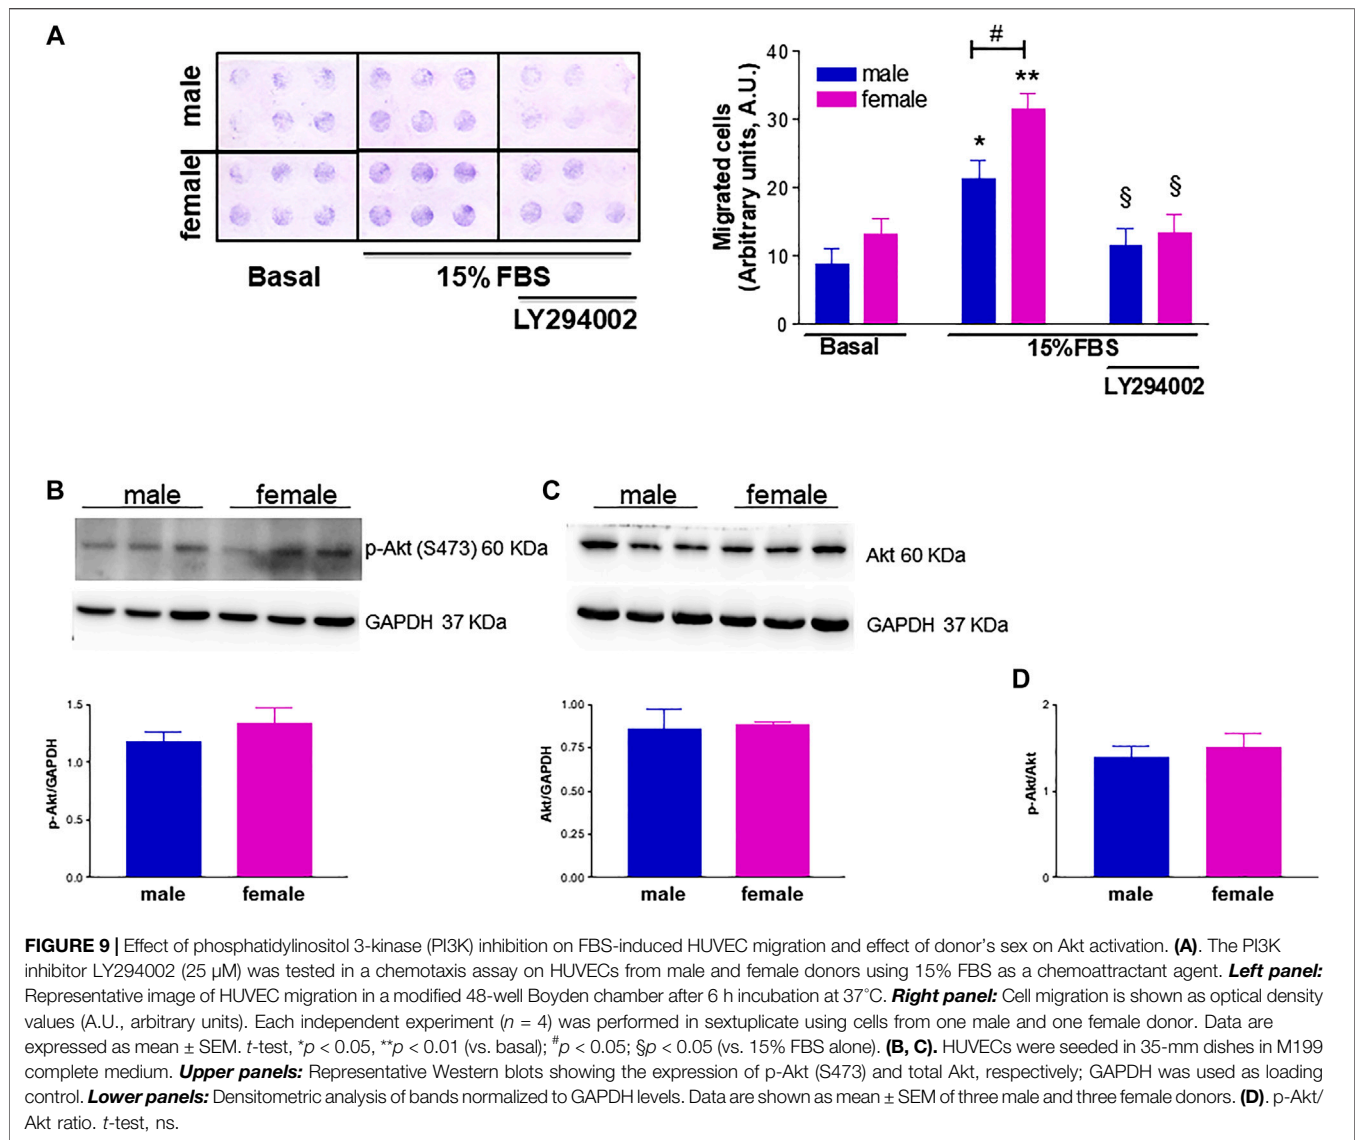 A
male
female
Basal
15% FBS
LY294002
Migrated cells
(Arbitrary units, A.U.)
40
30
20
10
0
male
female
#
*
**
§
§
Basal
15%FBS
LY294002
B
male
female
p-Akt (S473) 60 KDa
GAPDH 37 KDa
C
male
female
Akt 60 KDa
GAPDH 37 KDa
p-Akt/GAPDH
1.5
1.0
0.5
0.0
male
female
Akt/GAPDH
1.00
0.75
0.50
0.25
0.00
male
female
D
p-Akt/Akt
2
1
0
male
female
FIGURE 9 | Effect of phosphatidylinositol 3-kinase (PI3K) inhibition on FBS-induced HUVEC migration and effect of donor's sex on Akt activation. (A). The PI3K
inhibitor LY294002 (25 µM) was tested in a chemotaxis assay on HUVECs from male and female donors using 15% FBS as a chemoattractant agent. Left panel:
Representative image of HUVEC migration in a modified 48-well Boyden chamber after 6 h incubation at 37°C. Right panel: Cell migration is shown as optical density
values (A.U., arbitrary units). Each independent experiment (n = 4) was performed in sextuplicate using cells from one male and one female donor. Data are
expressed as mean ± SEM. t-test, *p < 0.05, **p < 0.01 (vs. basal); #p < 0.05; §p < 0.05 (vs. 15% FBS alone). (B, C). HUVECs were seeded in 35-mm dishes in M199
complete medium. Upper panels: Representative Western blots showing the expression of p-Akt (S473) and total Akt, respectively; GAPDH was used as loading
control. Lower panels: Densitometric analysis of bands normalized to GAPDH levels. Data are shown as mean ± SEM of three male and three female donors. (D). p-Akt/
Akt ratio. t-test, ns.